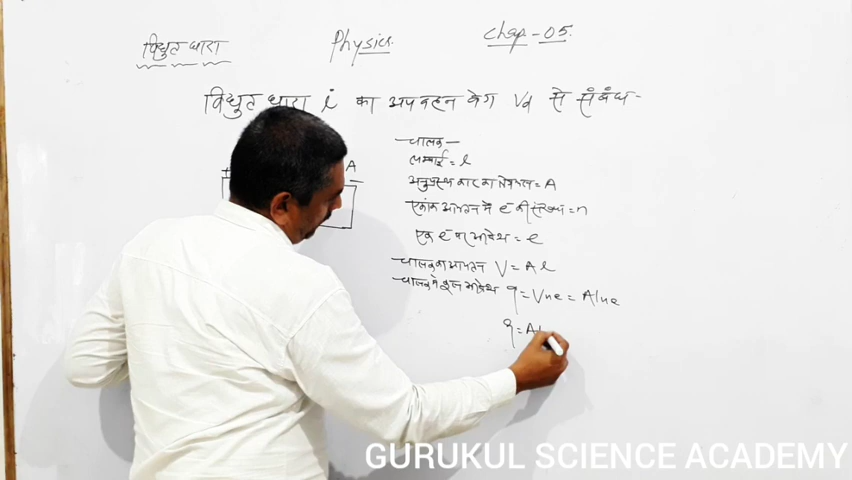 विधुत धारा Physics. Chap - 05.
विधुत धारा i का अपवहन वेग Vd से संबंध -
A
चालक -
लम्बाई = l
अनुप्रस्थ काट का क्षेत्रफल = A
एकांक आयतन में e⁻ की संख्या = n
एक e⁻ पर आवेश = e
चालक का आयतन V = A l
चालक में कुल आवेश q = Vne = Alne
q = Al
GURUKUL SCIENCE ACADEMY